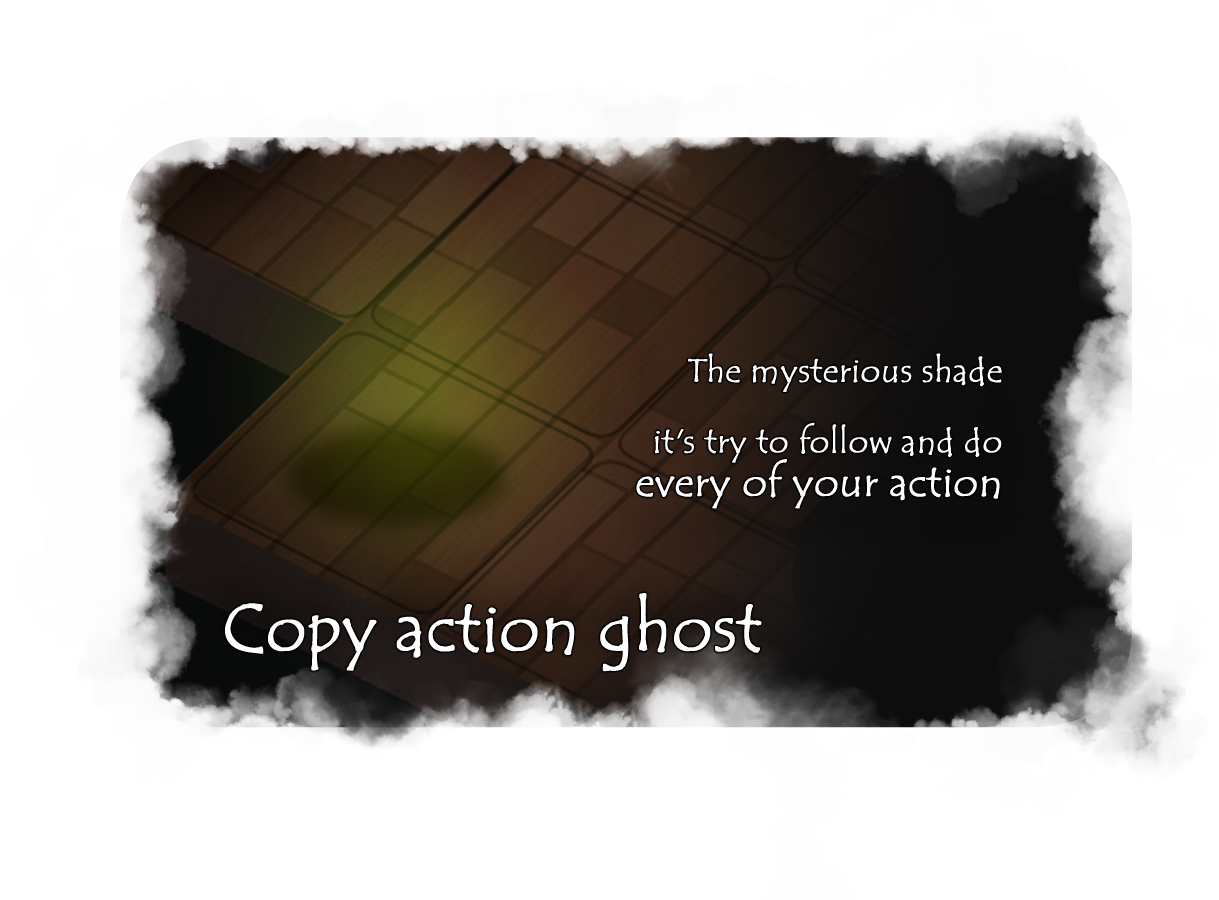 The mysterious shade
it's try to follow and do
every of your action
Copy action ghost